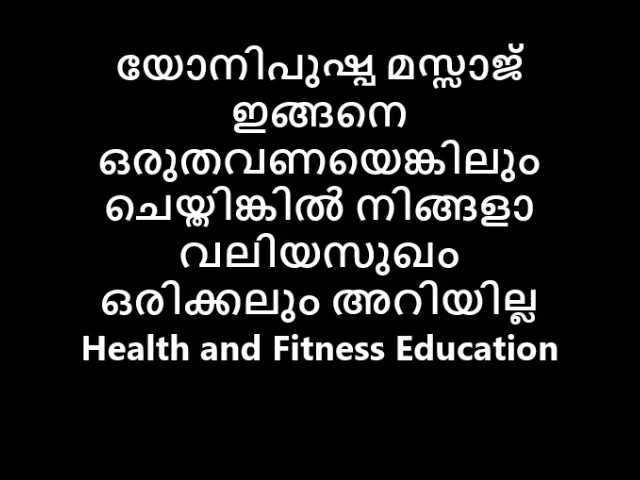 യോനിപുഷ്പ മസ്സാജ്
ഇങ്ങനെ
ഒരുതവണയെങ്കിലും
ചെയ്തിങ്കിൽ നിങ്ങളാ
വലിയസുഖം
ഒരിക്കലും അറിയില്ല
Health and Fitness Education